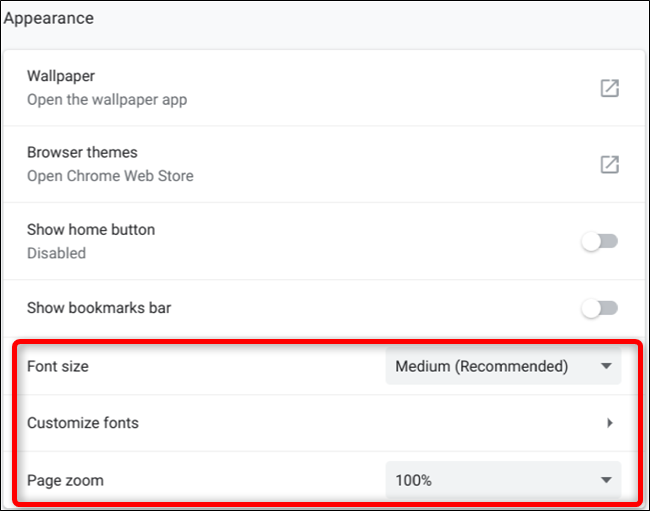 Appearance
Wallpaper
Open the wallpaper app
Browser themes
Open Chrome Web Store
Show home button
Disabled
Show bookmarks bar
Font size
Medium (Recommended)
Customize fonts
Page zoom
100%